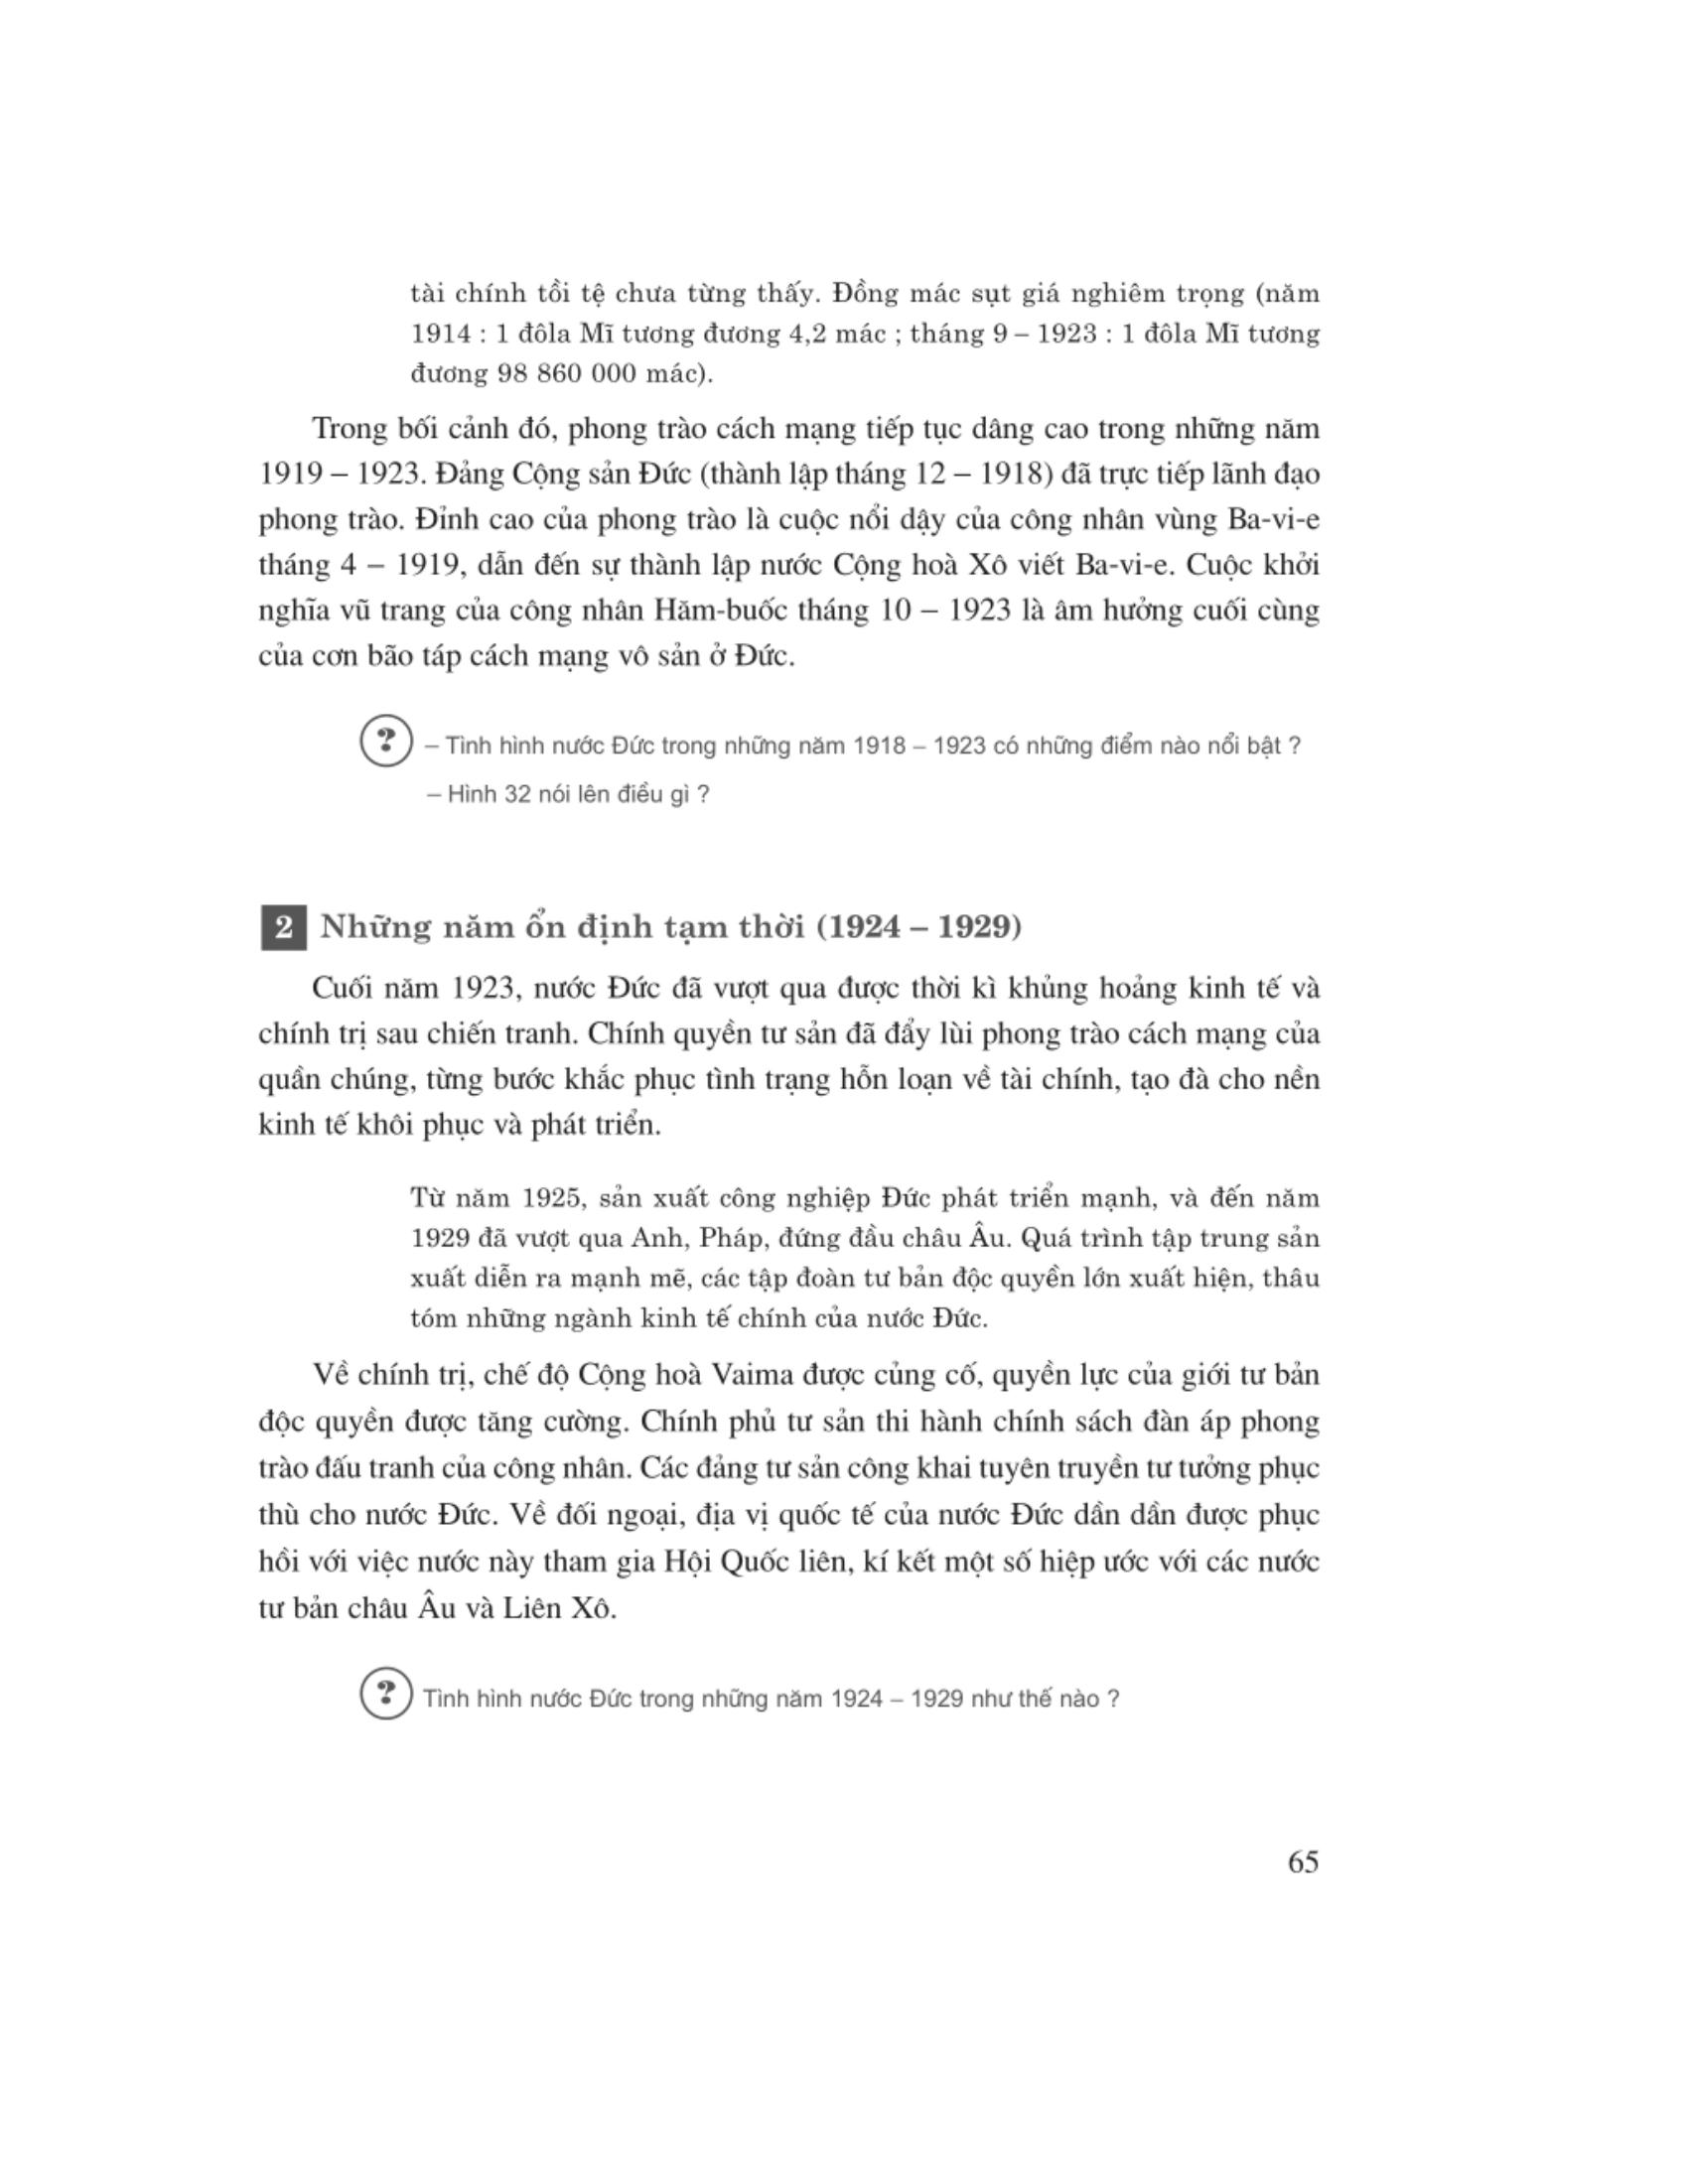 tài chính tồi tệ chưa từng thấy. Đồng mác sụt giá nghiêm trọng (năm
1914 : 1 đôla Mĩ tương đương 4,2 mác ; tháng 9 – 1923 : 1 đôla Mĩ tương
đương 98 860 000 mác).
Trong bối cảnh đó, phong trào cách mạng tiếp tục dâng cao trong những năm
1919 – 1923. Đảng Cộng sản Đức (thành lập tháng 12 – 1918) đã trực tiếp lãnh đạo
phong trào. Đỉnh cao của phong trào là cuộc nổi dậy của công nhân vùng Ba-vi-e
tháng 4 – 1919, dẫn đến sự thành lập nước Cộng hoà Xô viết Ba-vi-e. Cuộc khởi
nghĩa vũ trang của công nhân Hăm-buốc tháng 10 – 1923 là âm hưởng cuối cùng
của cơn bão táp cách mạng vô sản ở Đức.
? – Tình hình nước Đức trong những năm 1918 – 1923 có những điểm nào nổi bật ?
– Hình 32 nói lên điều gì ?
2 Những năm ổn định tạm thời (1924 – 1929)
Cuối năm 1923, nước Đức đã vượt qua được thời kì khủng hoảng kinh tế và
chính trị sau chiến tranh. Chính quyền tư sản đã đẩy lùi phong trào cách mạng của
quần chúng, từng bước khắc phục tình trạng hỗn loạn về tài chính, tạo đà cho nền
kinh tế khôi phục và phát triển.
Từ năm 1925, sản xuất công nghiệp Đức phát triển mạnh, và đến năm
1929 đã vượt qua Anh, Pháp, đứng đầu châu Âu. Quá trình tập trung sản
xuất diễn ra mạnh mẽ, các tập đoàn tư bản độc quyền lớn xuất hiện, thâu
tóm những ngành kinh tế chính của nước Đức.
Về chính trị, chế độ Cộng hoà Vaima được củng cố, quyền lực của giới tư bản
độc quyền được tăng cường. Chính phủ tư sản thi hành chính sách đàn áp phong
trào đấu tranh của công nhân. Các đảng tư sản công khai tuyên truyền tư tưởng phục
thù cho nước Đức. Về đối ngoại, địa vị quốc tế của nước Đức dần dần được phục
hồi với việc nước này tham gia Hội Quốc liên, kí kết một số hiệp ước với các nước
tư bản châu Âu và Liên Xô.
? Tình hình nước Đức trong những năm 1924 – 1929 như thế nào ?
65